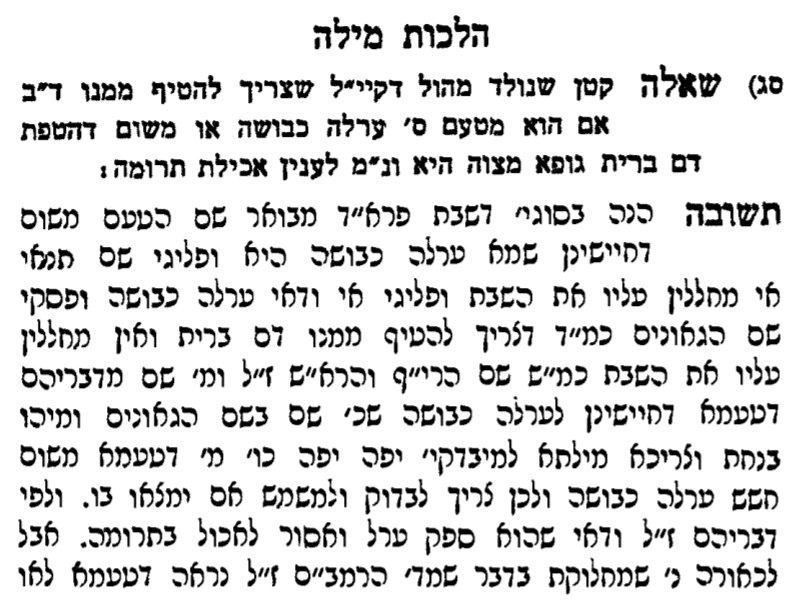 הלכות מילה
סג) שאלה קטן שנולד מהול דקיי״ל שצריך להטיף ממנו ד״ב
אם הוא מטעם ס׳ ערלה כבושה או משום דהטפת
דם ברית גופא מצוה היא ונ״מ לענין אכילת תרומה:
תשובה הנה בסוגי׳ דשבת פרא״ד מבואר שם הטעם משום
דחיישינן שמא ערלה כבושה היא ופליגי שם תנאי
אי מחללין עליו את השבת ופליגי אי ודאי ערלה כבושה ופסקי
שם הגאונים כמ״ד דצריך להטיף ממנו דם ברית ואין מחללין
עליו את השבת כמ״ש שם הרי״ף והרא״ש ז״ל ומ׳ שם מדבריהם
דטעמא דחיישינן לערלה כבושה שכ׳ שם בשם הגאונים ומיהו
בנחת וצריכא מילתא למיבדקי׳ יפה יפה כו׳ מ׳ דטעמא משום
חשש ערלה כבושה ולכן צריך לבדוק ולמשמש אם ימצאו בו. ולפי
דבריהם ז״ל ודאי שהוא ספק ערל ואסור לאכול בתרומה. אבל
לכאורה נ׳ שמחלוקת בדבר שמד׳ הרמב״ם ז״ל נראה דטעמא לאו